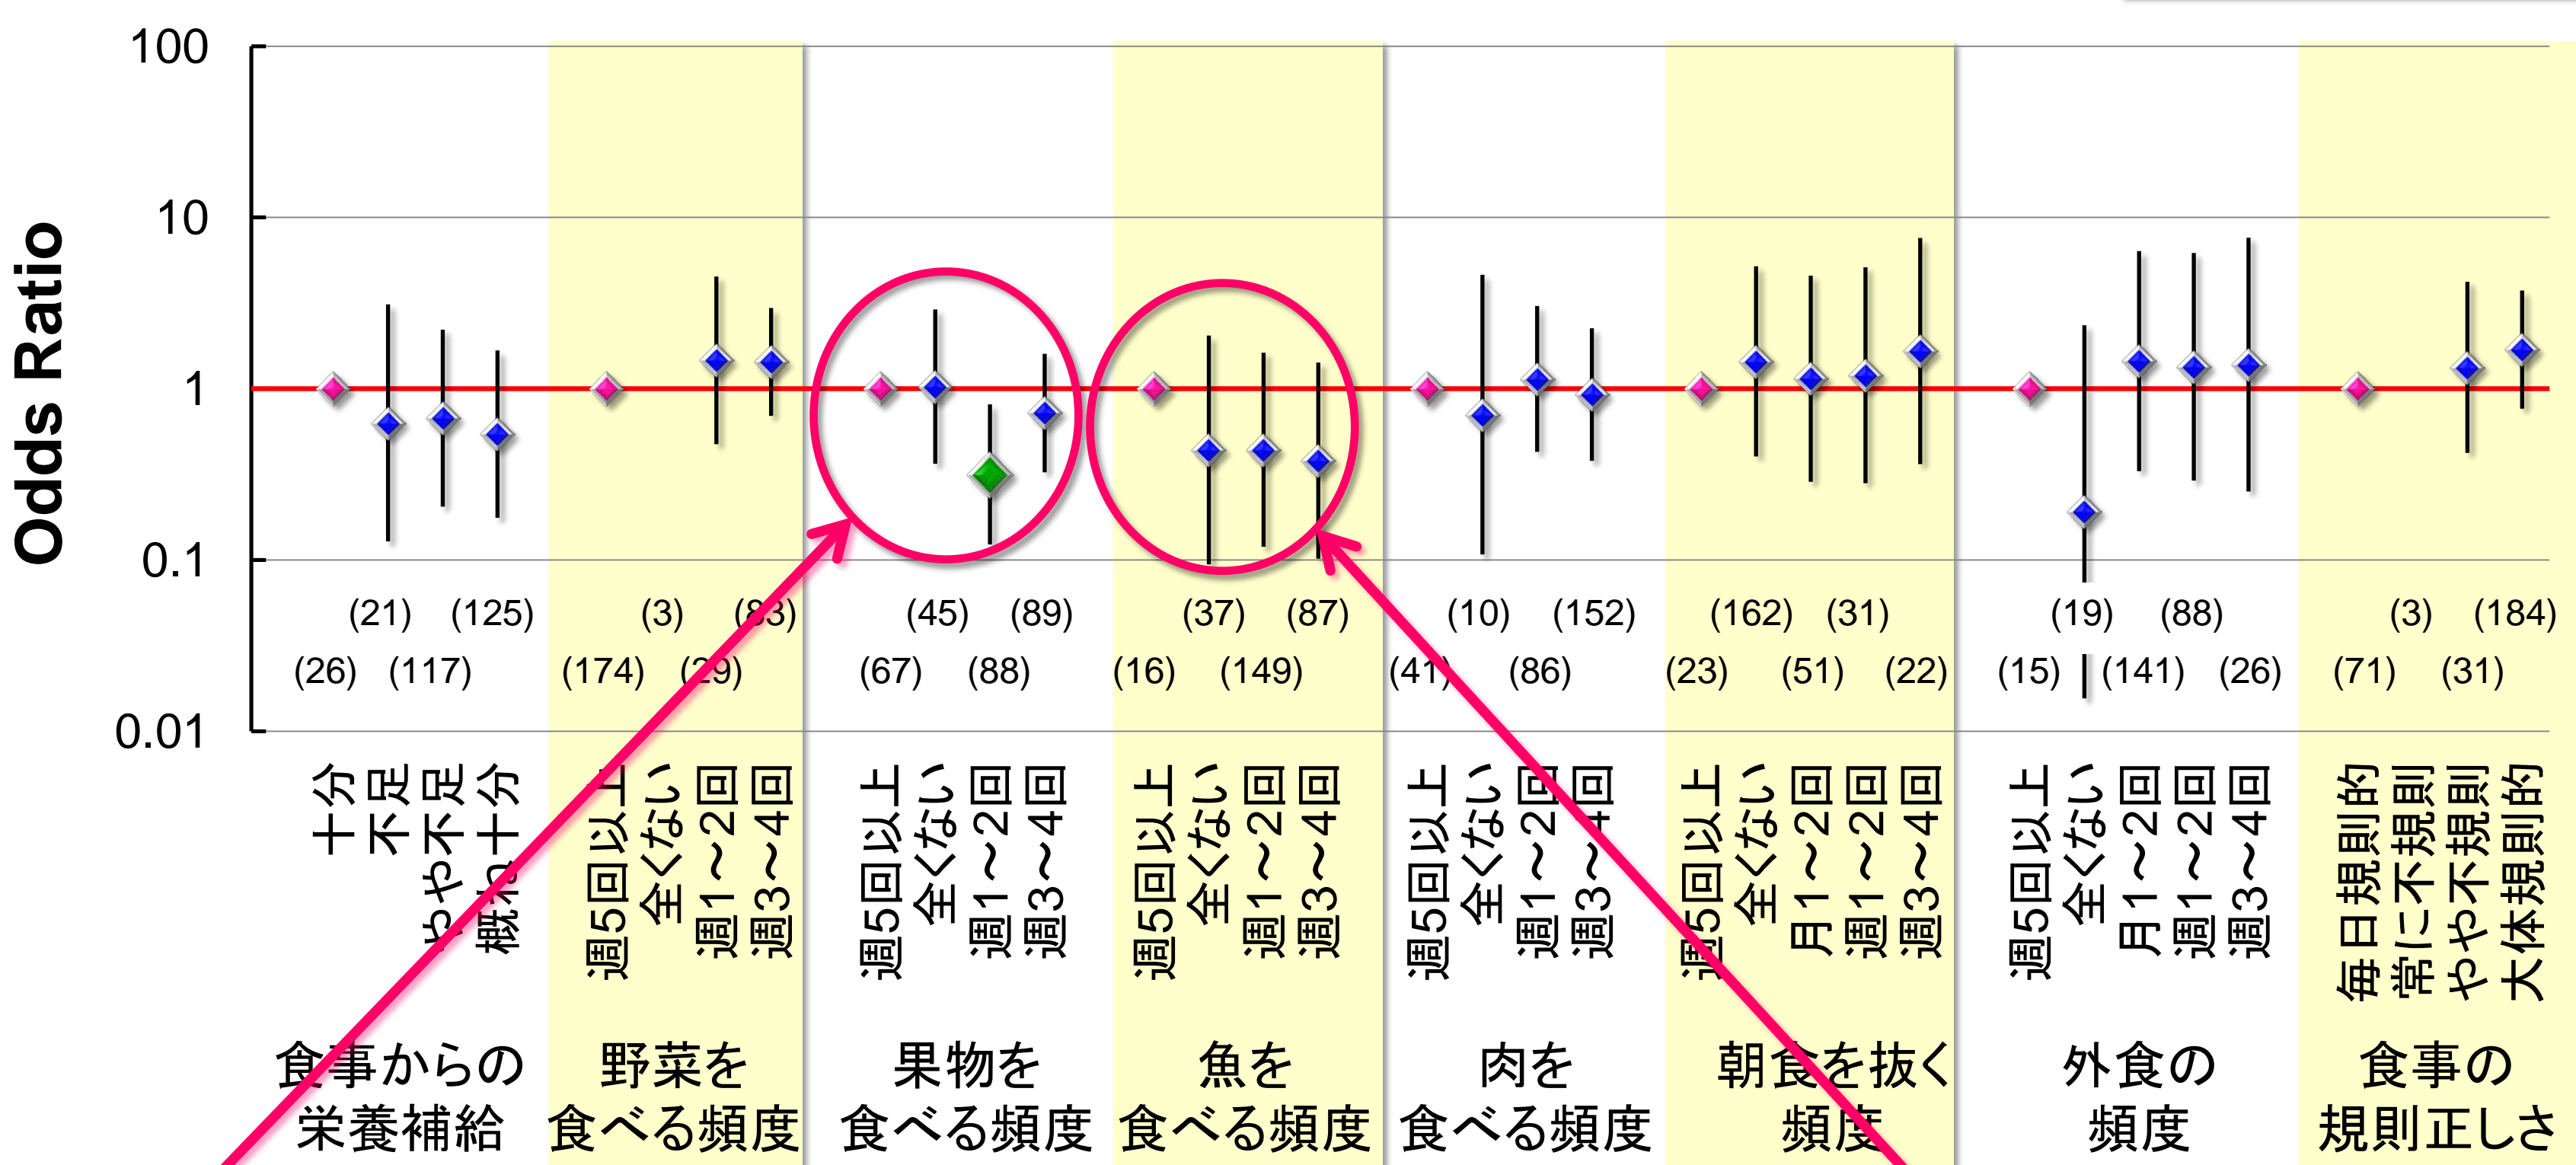 Odds Ratio
100
10
1
0.1
0.01
(21) (125) (3) (83) (45) (89) (37) (87) (10) (152) (162) (31) (19) (88) (3) (184)
(26) (117) (174) (29) (67) (88) (16) (149) (41) (86) (23) (51) (22) (15) (141) (26) (71) (31)
十分
不足
やや不足
概ね十分
週5回以上
全くない
週1～2回
週3～4回
週5回以上
全くない
週1～2回
週3～4回
週5回以上
全くない
週1～2回
週3～4回
週5回以上
全くない
週1～2回
週3～4回
週5回以上
全くない
月1～2回
週1～2回
週3～4回
週5回以上
全くない
月1～2回
週1～2回
週3～4回
毎日規則的
常に不規則
やや不規則
大体規則的
食事からの
栄養補給
野菜を
食べる頻度
果物を
食べる頻度
魚を
食べる頻度
肉を
食べる頻度
朝食を抜く
頻度
外食の
頻度
食事の
規則正しさ